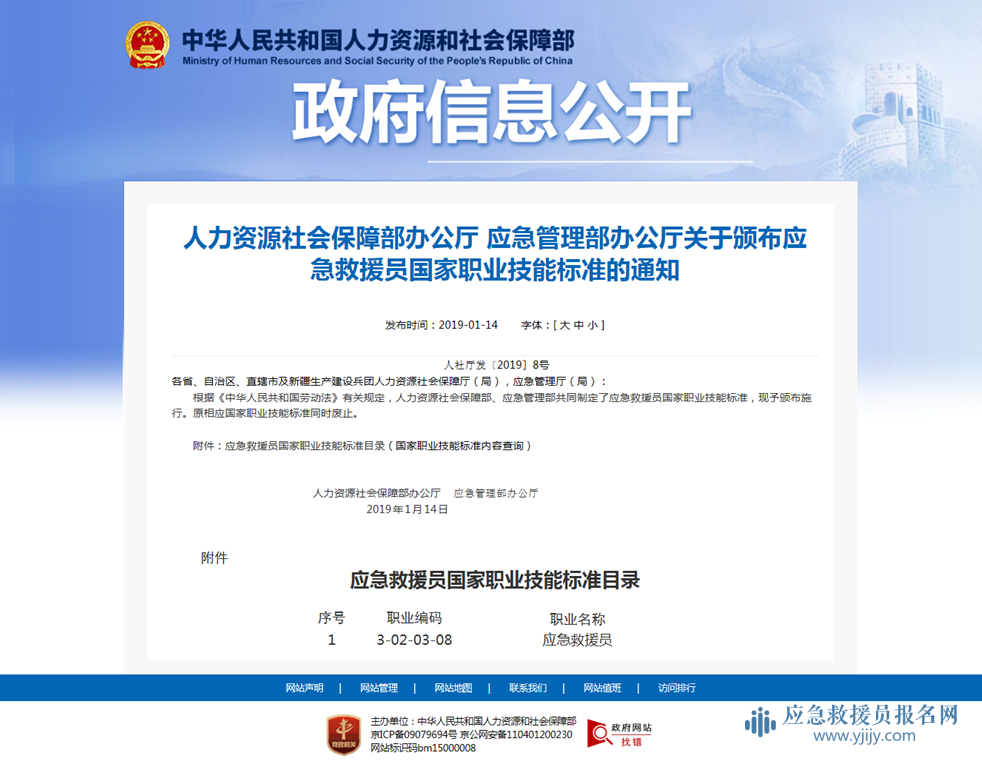 中华人民共和国人力资源和社会保障部
Ministry of Human Resources and Social Security of the People's Republic of China
政府信息公开
人力资源社会保障部办公厅 应急管理部办公厅关于颁布应
急救援员国家职业技能标准的通知
发布时间：2019-01-14 字体：[ 大 中 小 ]
人社厅发〔2019〕8号
各省、自治区、直辖市及新疆生产建设兵团人力资源社会保障厅（局），应急管理厅（局）：
根据《中华人民共和国劳动法》有关规定，人力资源社会保障部、应急管理部共同制定了应急救援员国家职业技能标准，现予颁布施
行。原相应国家职业技能标准同时废止。
附件：应急救援员国家职业技能标准目录（国家职业技能标准内容查询）
人力资源社会保障部办公厅 应急管理部办公厅
2019年1月14日
附件
应急救援员国家职业技能标准目录
序号 职业编码 职业名称
1 3-02-03-08 应急救援员
网站声明 | 网站管理 | 网站地图 | 联系我们 | 网站值班 | 访问排行
党政机关
主办单位：中华人民共和国人力资源和社会保障部
京ICP备09079694号 京公网安备110401200230
网站标识码bm15000008
政府网站
找错
应急救援员报名网
www.yjijy.com